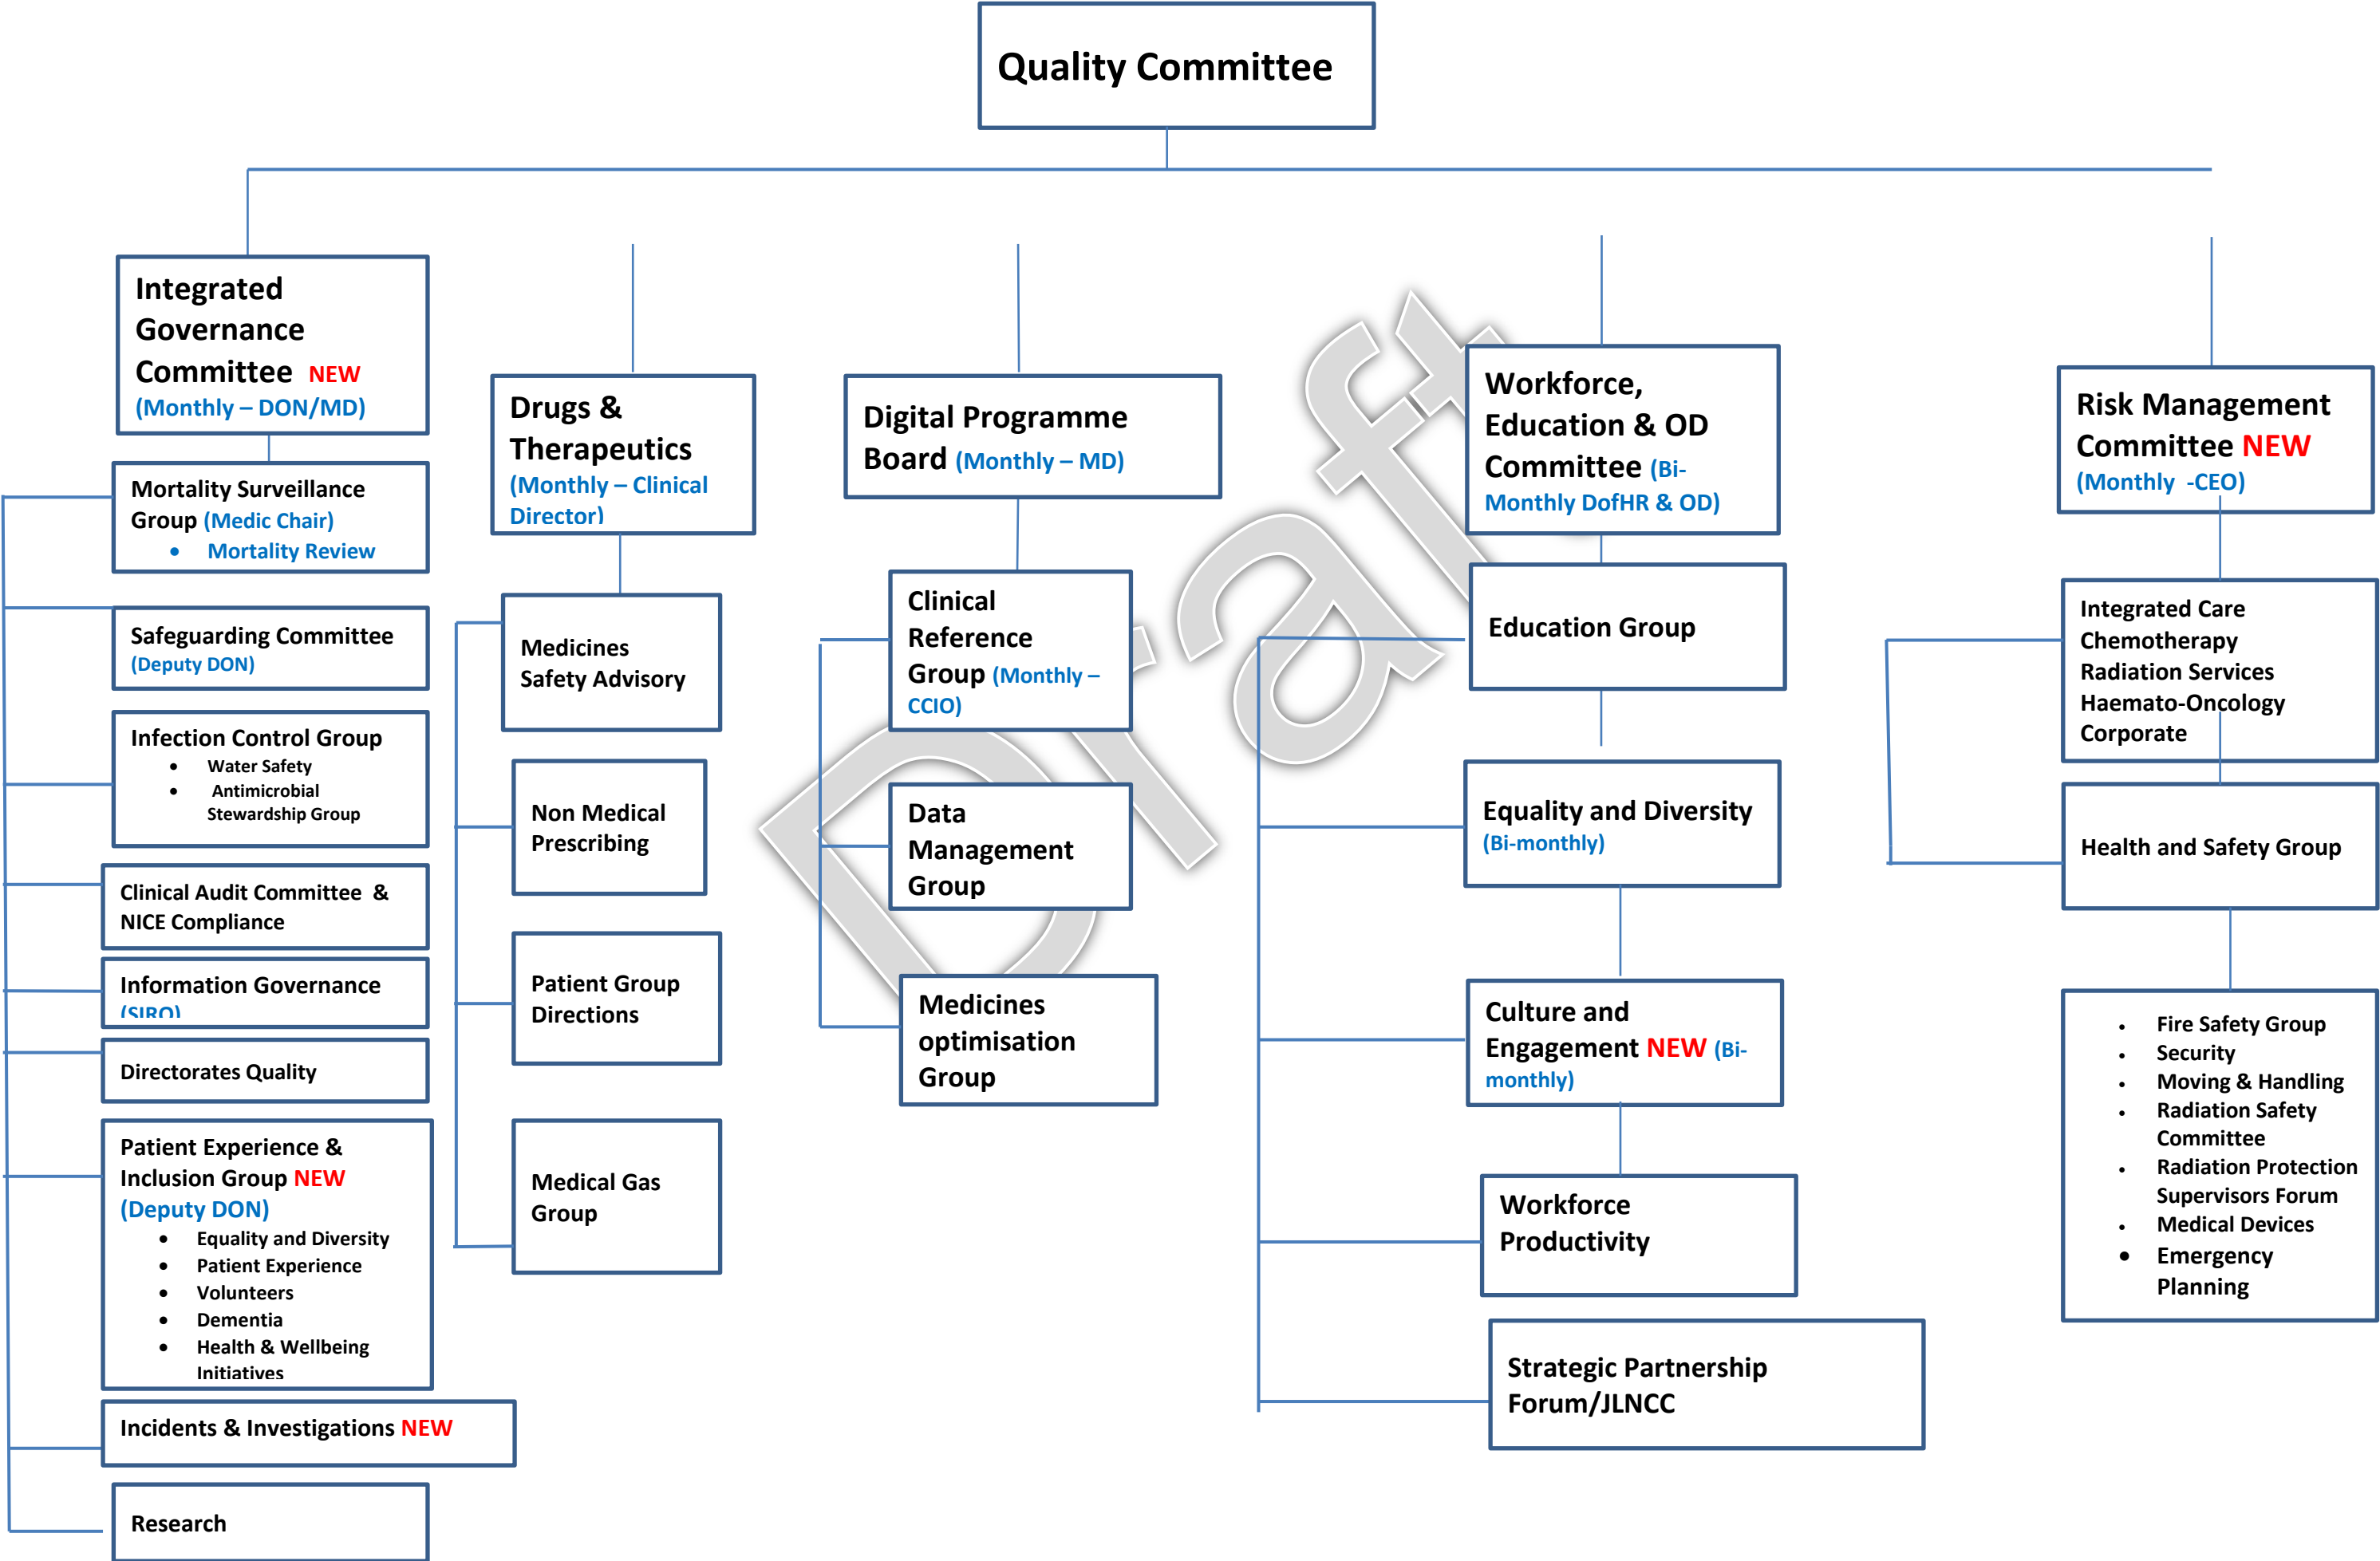 Quality Committee
Integrated
Governance
Committee NEW
(Monthly – DON/MD)
Mortality Surveillance
Group (Medic Chair)
• Mortality Review
Safeguarding Committee
(Deputy DON)
Infection Control Group
• Water Safety
• Antimicrobial
Stewardship Group
Clinical Audit Committee &
NICE Compliance
Information Governance
(SIRO)
Directorates Quality
Patient Experience &
Inclusion Group NEW
(Deputy DON)
• Equality and Diversity
• Patient Experience
• Volunteers
• Dementia
• Health & Wellbeing
Initiatives
Incidents & Investigations NEW
Research
Drugs &
Therapeutics
(Monthly – Clinical
Director)
Medicines
Safety Advisory
Non Medical
Prescribing
Patient Group
Directions
Medical Gas
Group
Digital Programme
Board (Monthly – MD)
Clinical
Reference
Group (Monthly –
CCIO)
Data
Management
Group
Medicines
optimisation
Group
Workforce,
Education & OD
Committee (Bi-
Monthly DofHR & OD)
Education Group
Equality and Diversity
(Bi-monthly)
Culture and
Engagement NEW (Bi-
monthly)
Workforce
Productivity
Strategic Partnership
Forum/JLNCC
Risk Management
Committee NEW
(Monthly -CEO)
Integrated Care
Chemotherapy
Radiation Services
Haemato-Oncology
Corporate
Health and Safety Group
• Fire Safety Group
• Security
• Moving & Handling
• Radiation Safety
Committee
• Radiation Protection
Supervisors Forum
• Medical Devices
• Emergency
Planning
Draft